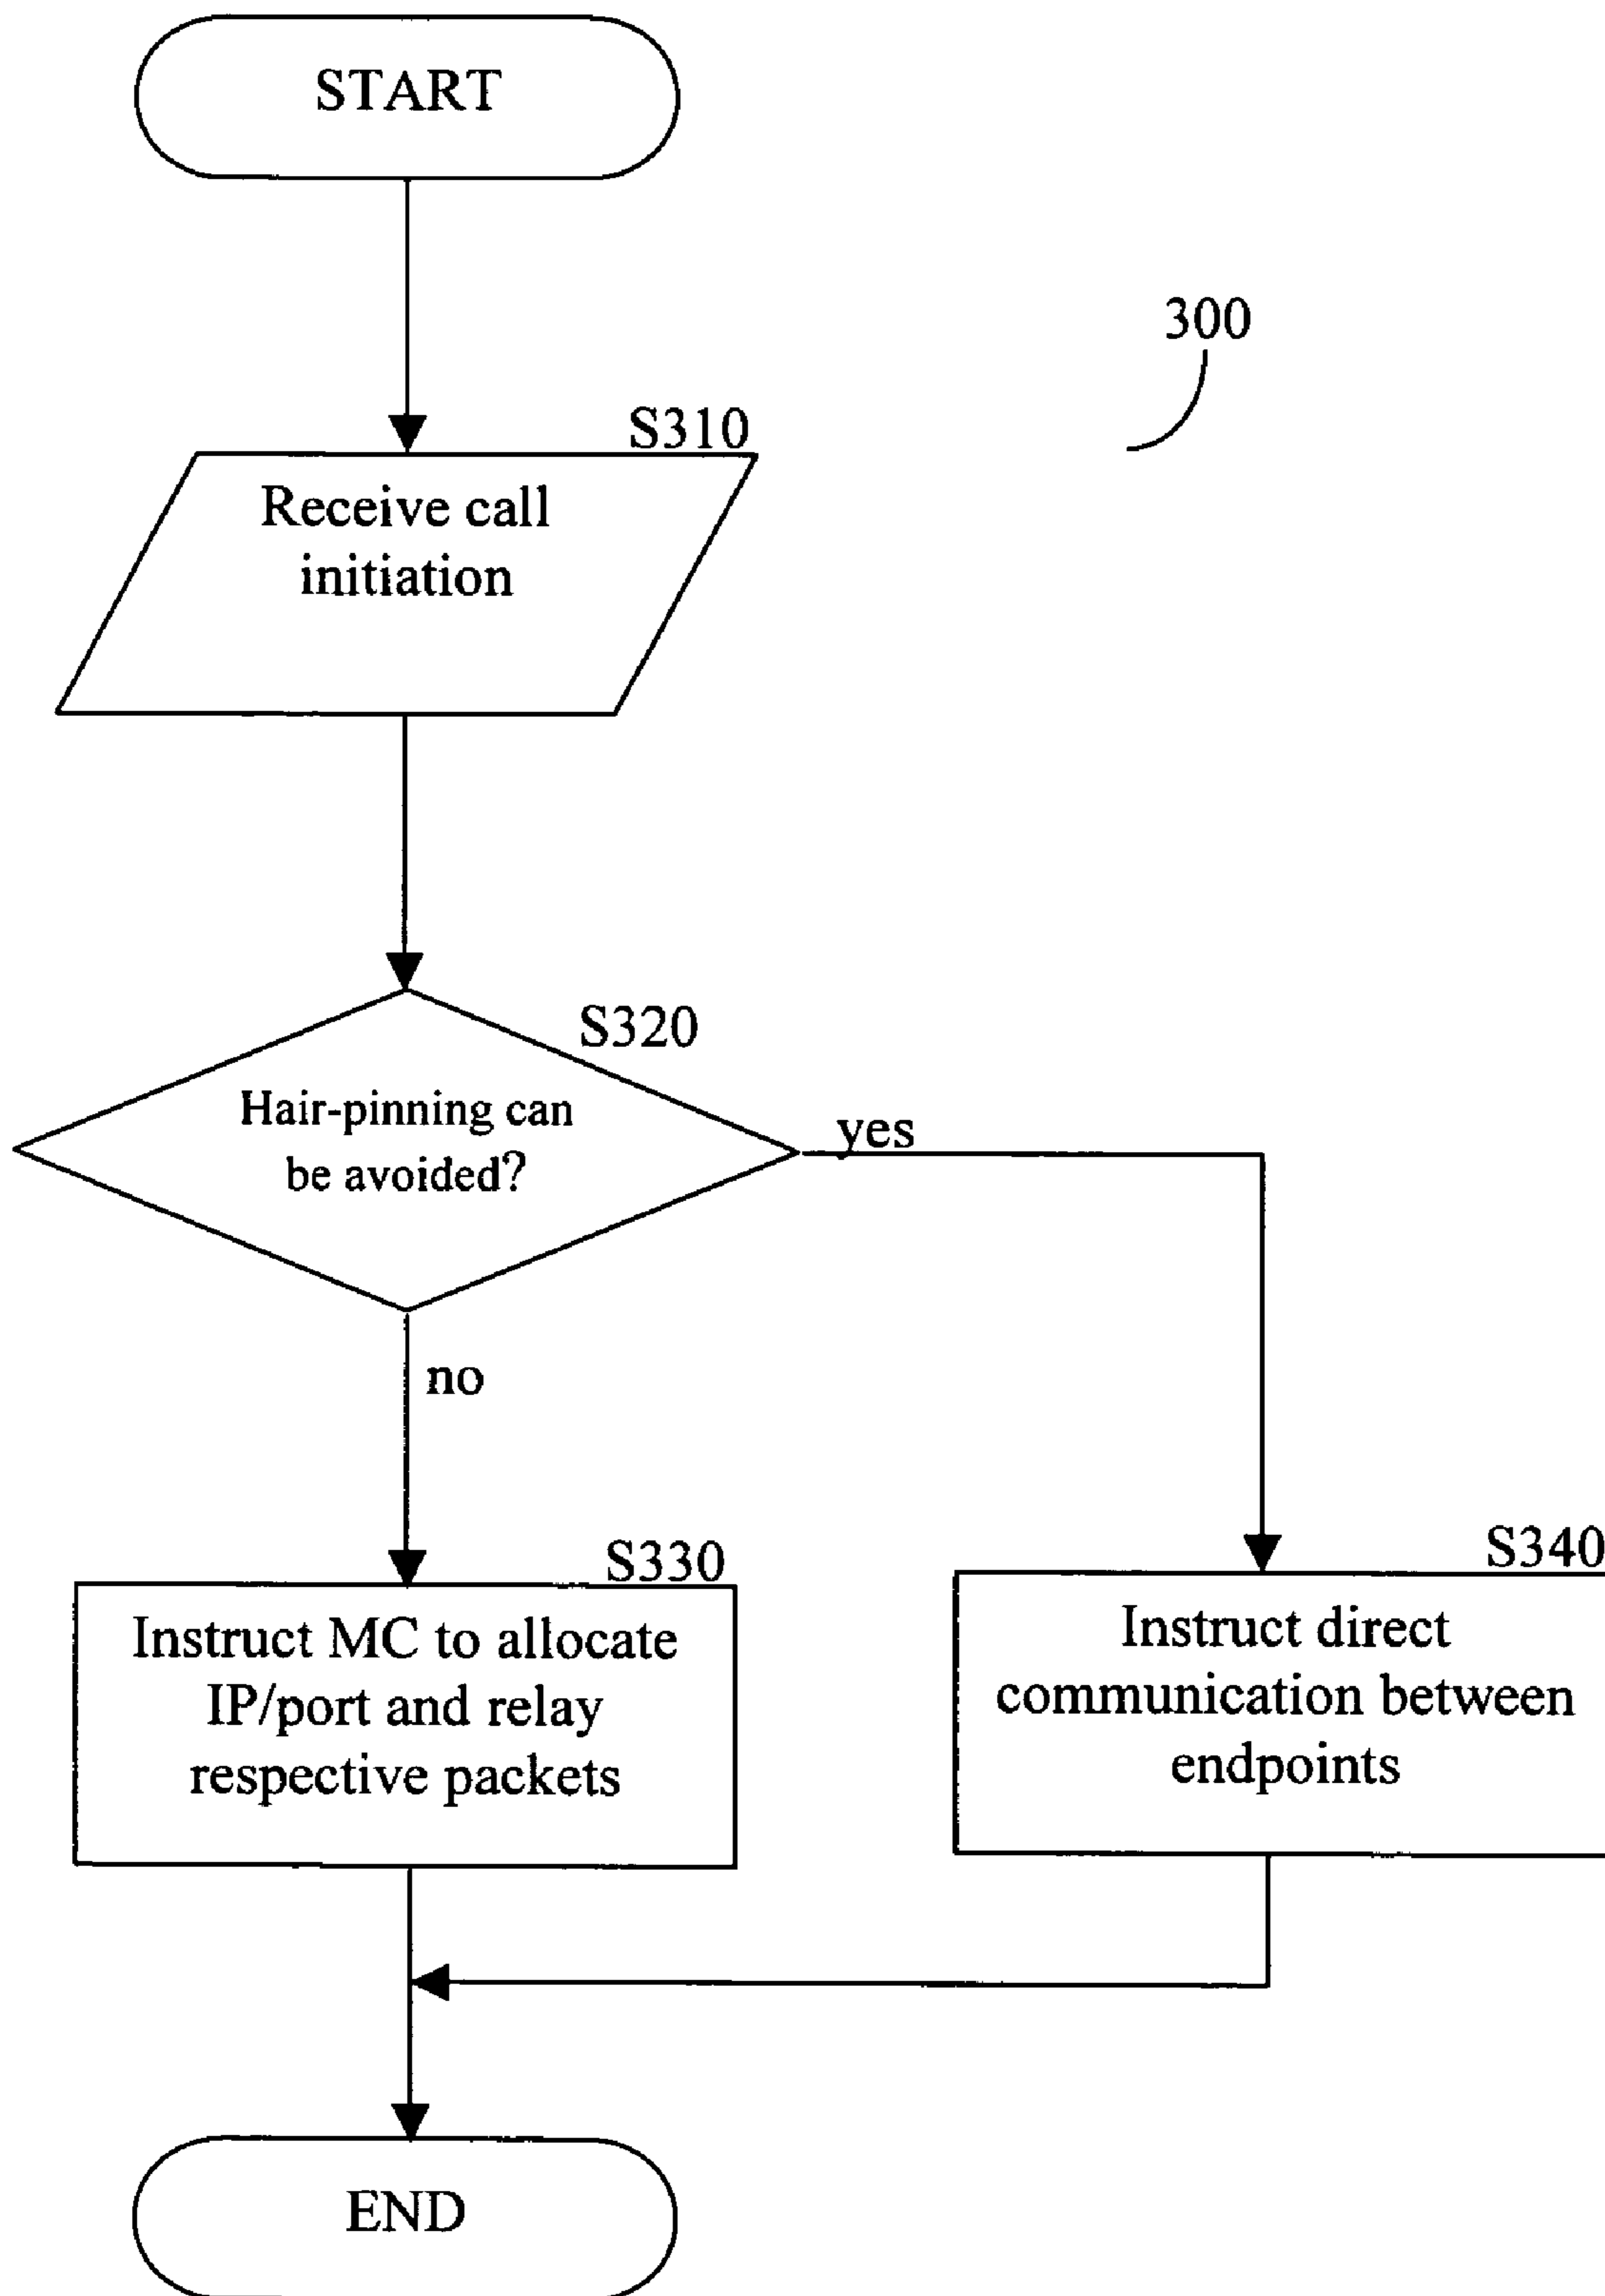 START
300
S310
Receive call
initiation
S320
Hair-pinning can
be avoided?
yes
no
S330
Instruct MC to allocate
IP/port and relay
respective packets
S340
Instruct direct
communication between
endpoints
END